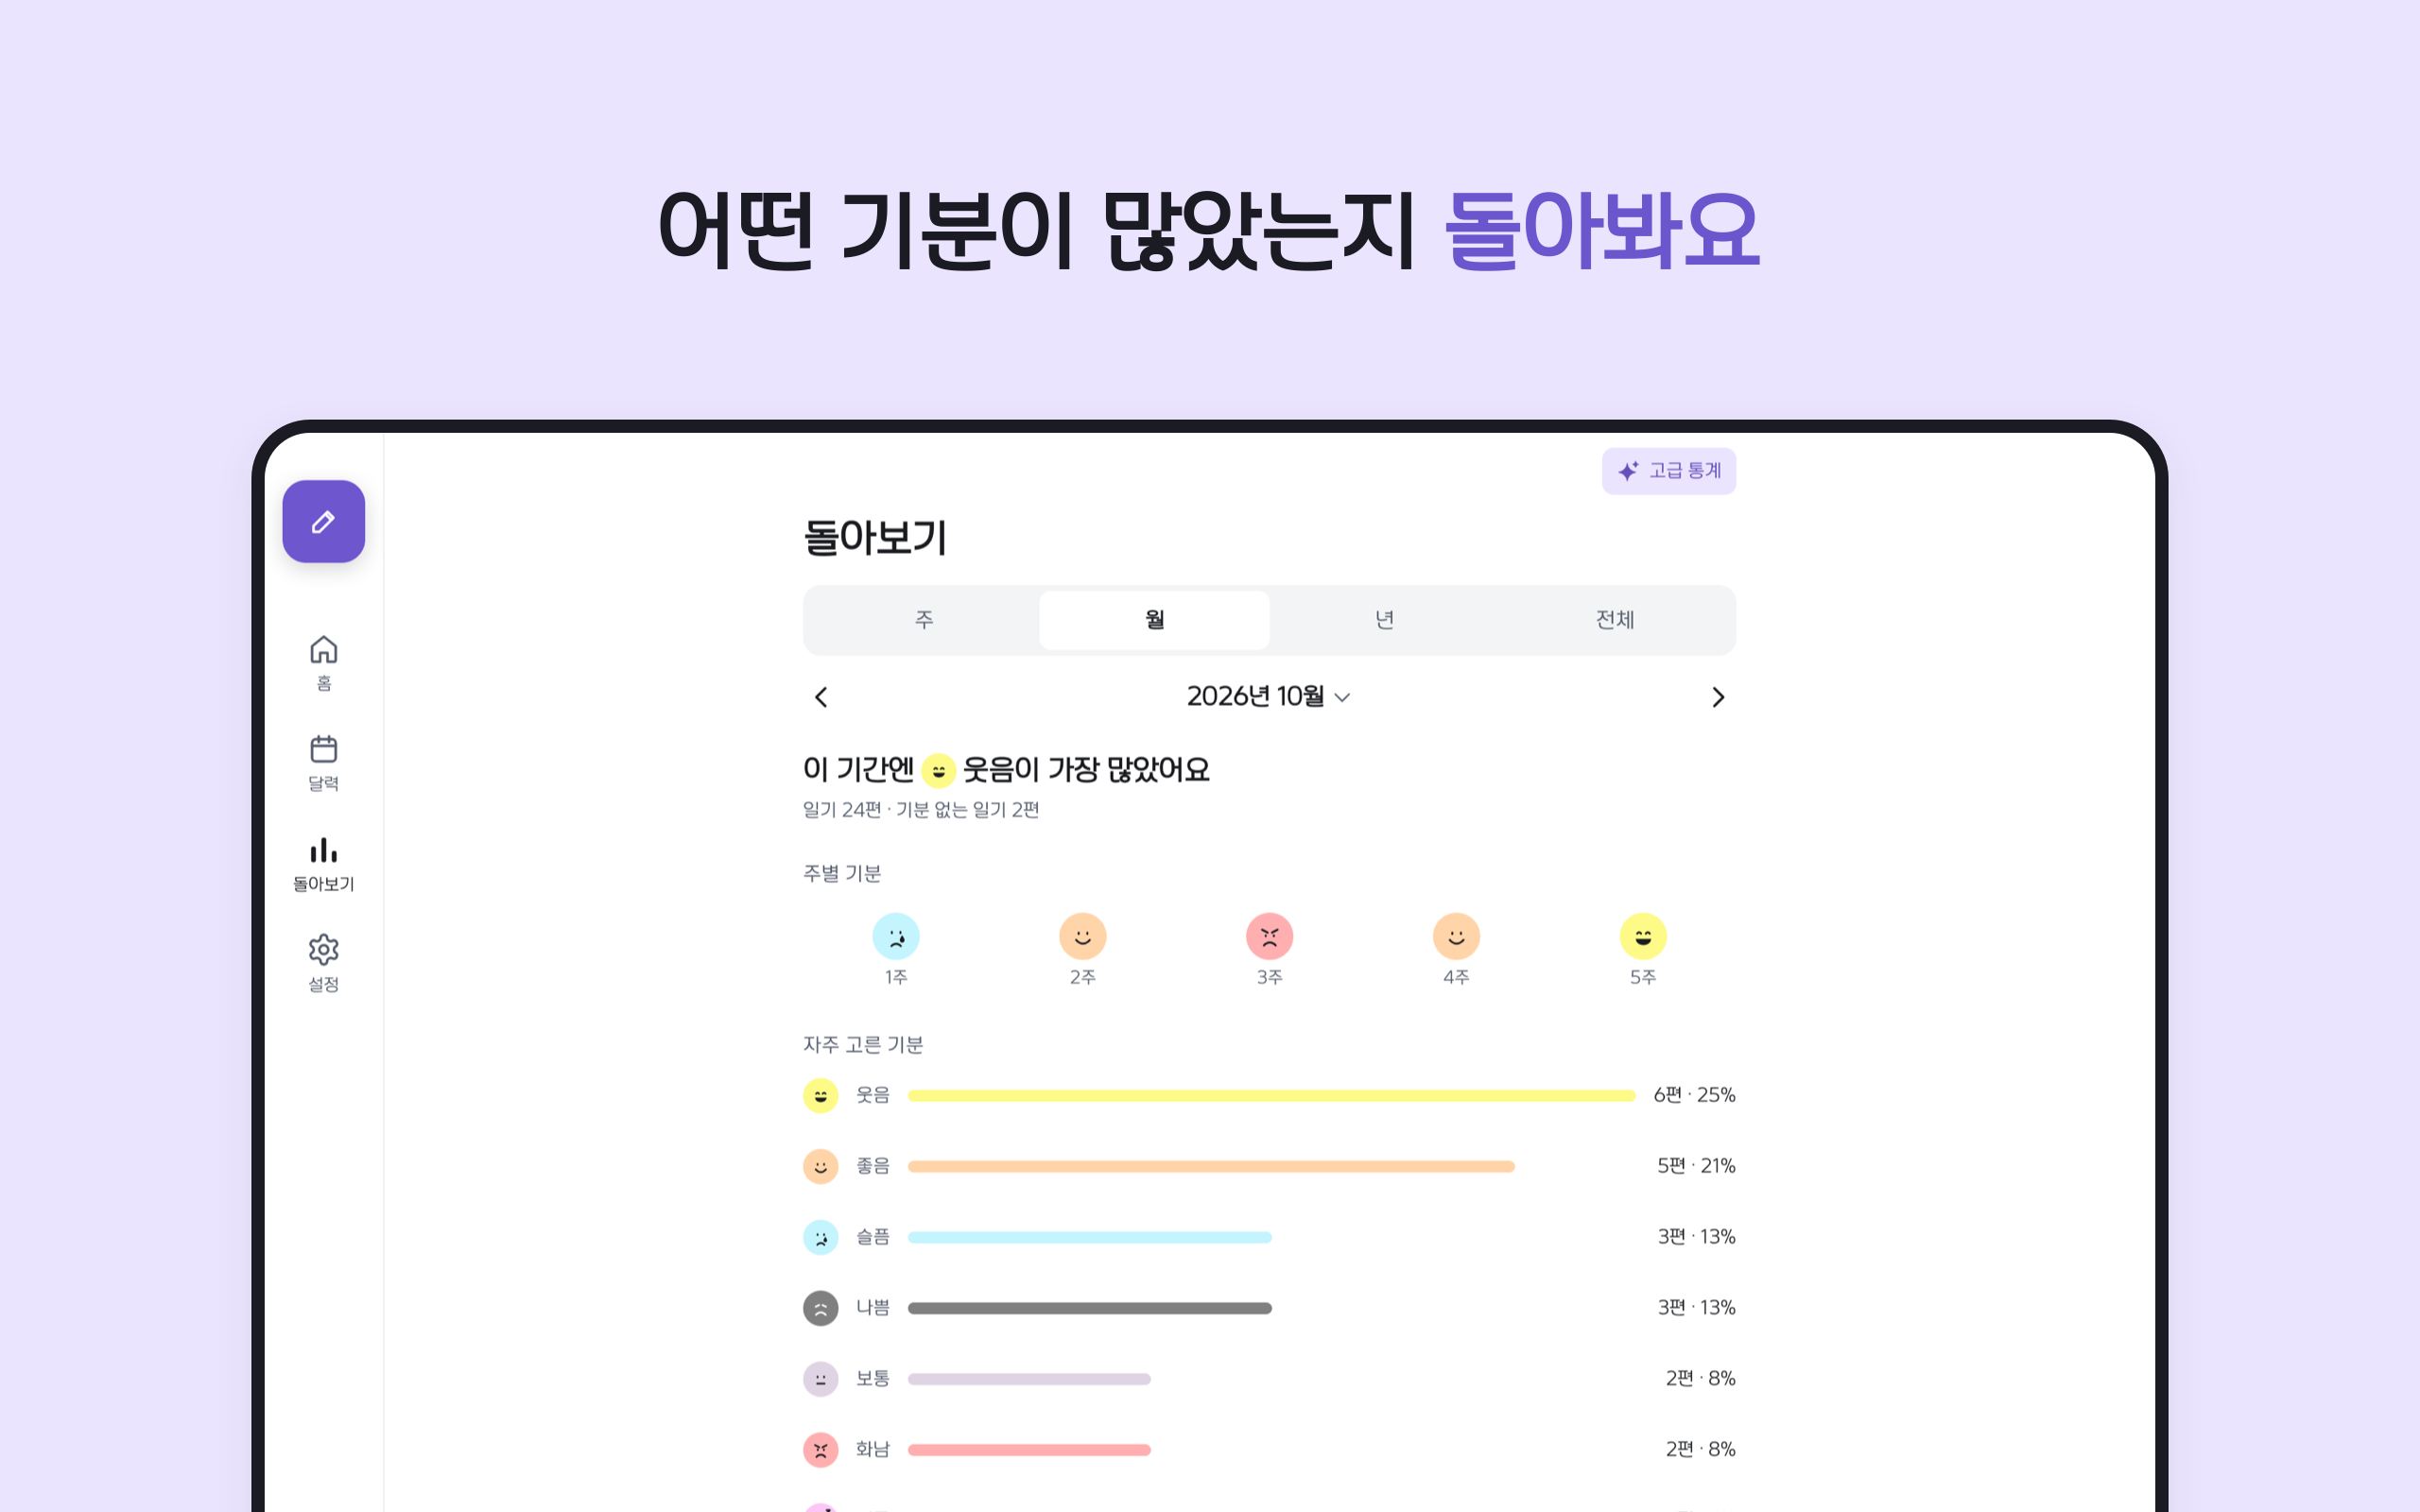 어떤 기분이 많았는지 돌아봐요
고급 통계
돌아보기
주 월 년 전체
2026년 10월
이 기간엔 웃음이 가장 많았어요
일기 24편 · 기분 없는 일기 2편
주별 기분
1주 2주 3주 4주 5주
자주 고른 기분
웃음 6편 · 25%
좋음 5편 · 21%
슬픔 3편 · 13%
나쁨 3편 · 13%
보통 2편 · 8%
화남 2편 · 8%
홈
달력
돌아보기
설정